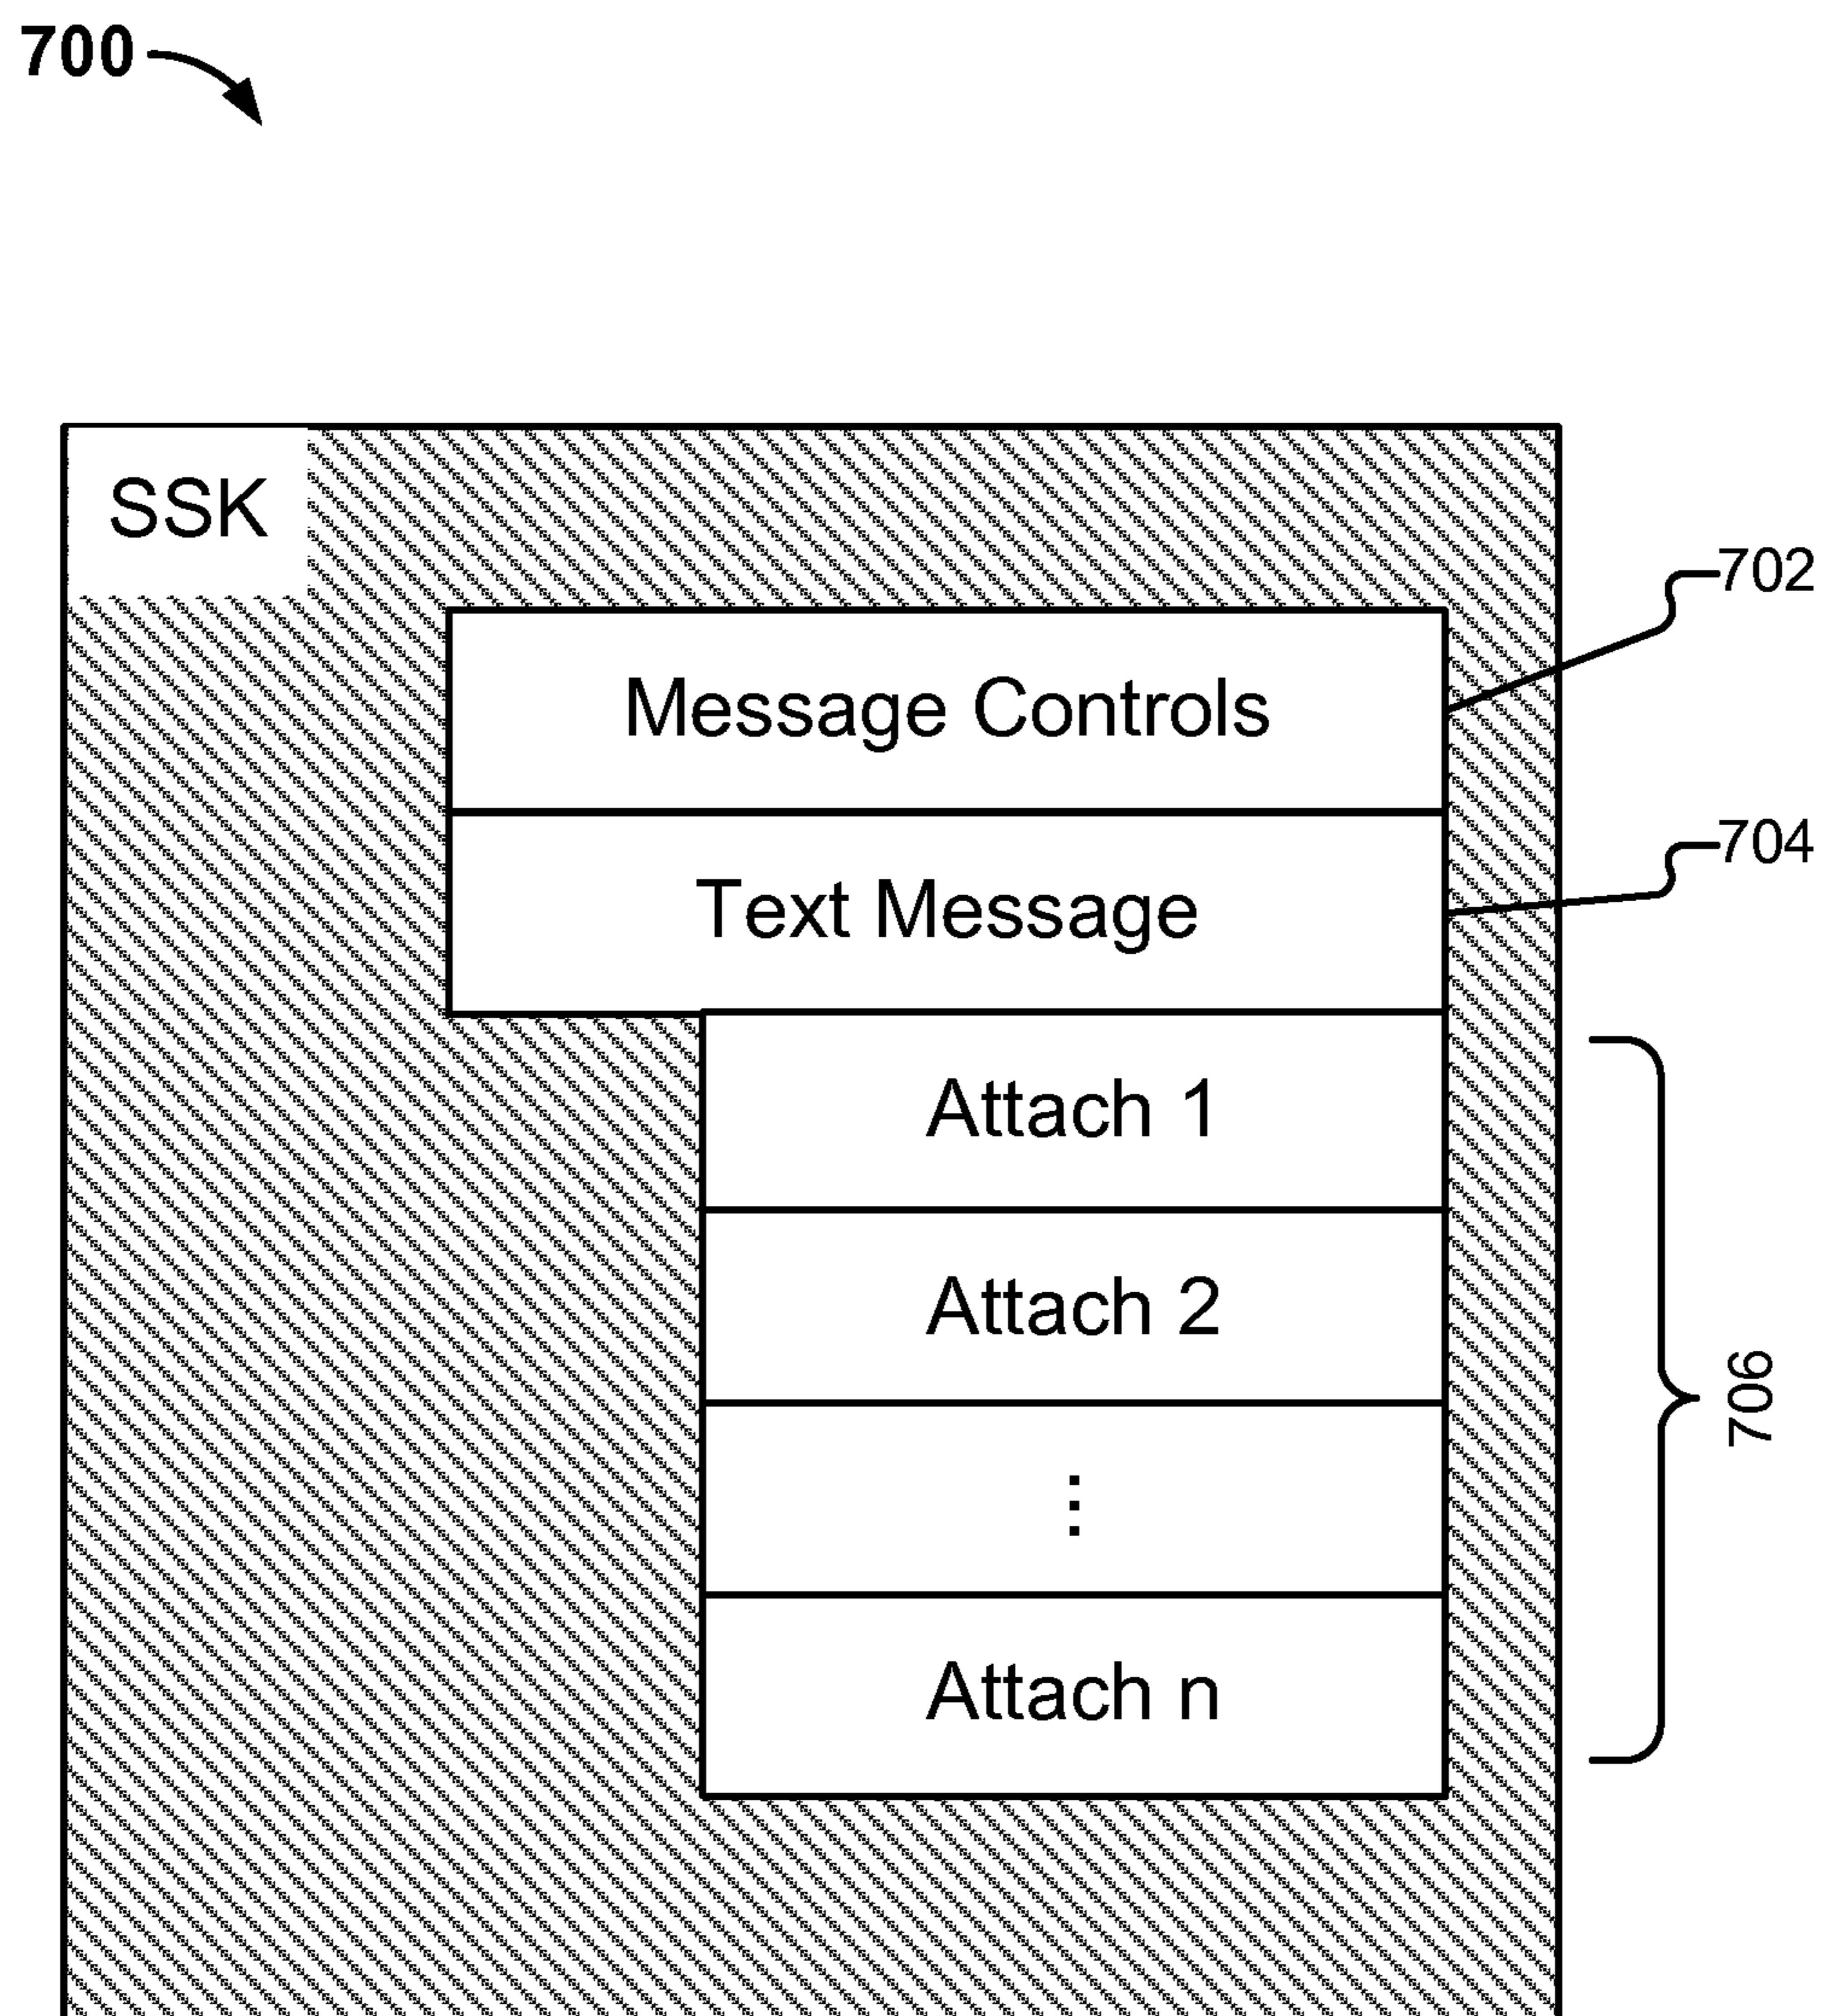 700
SSK
702
Message Controls
704
Text Message
Attach 1
Attach 2
706
⋮
Attach n